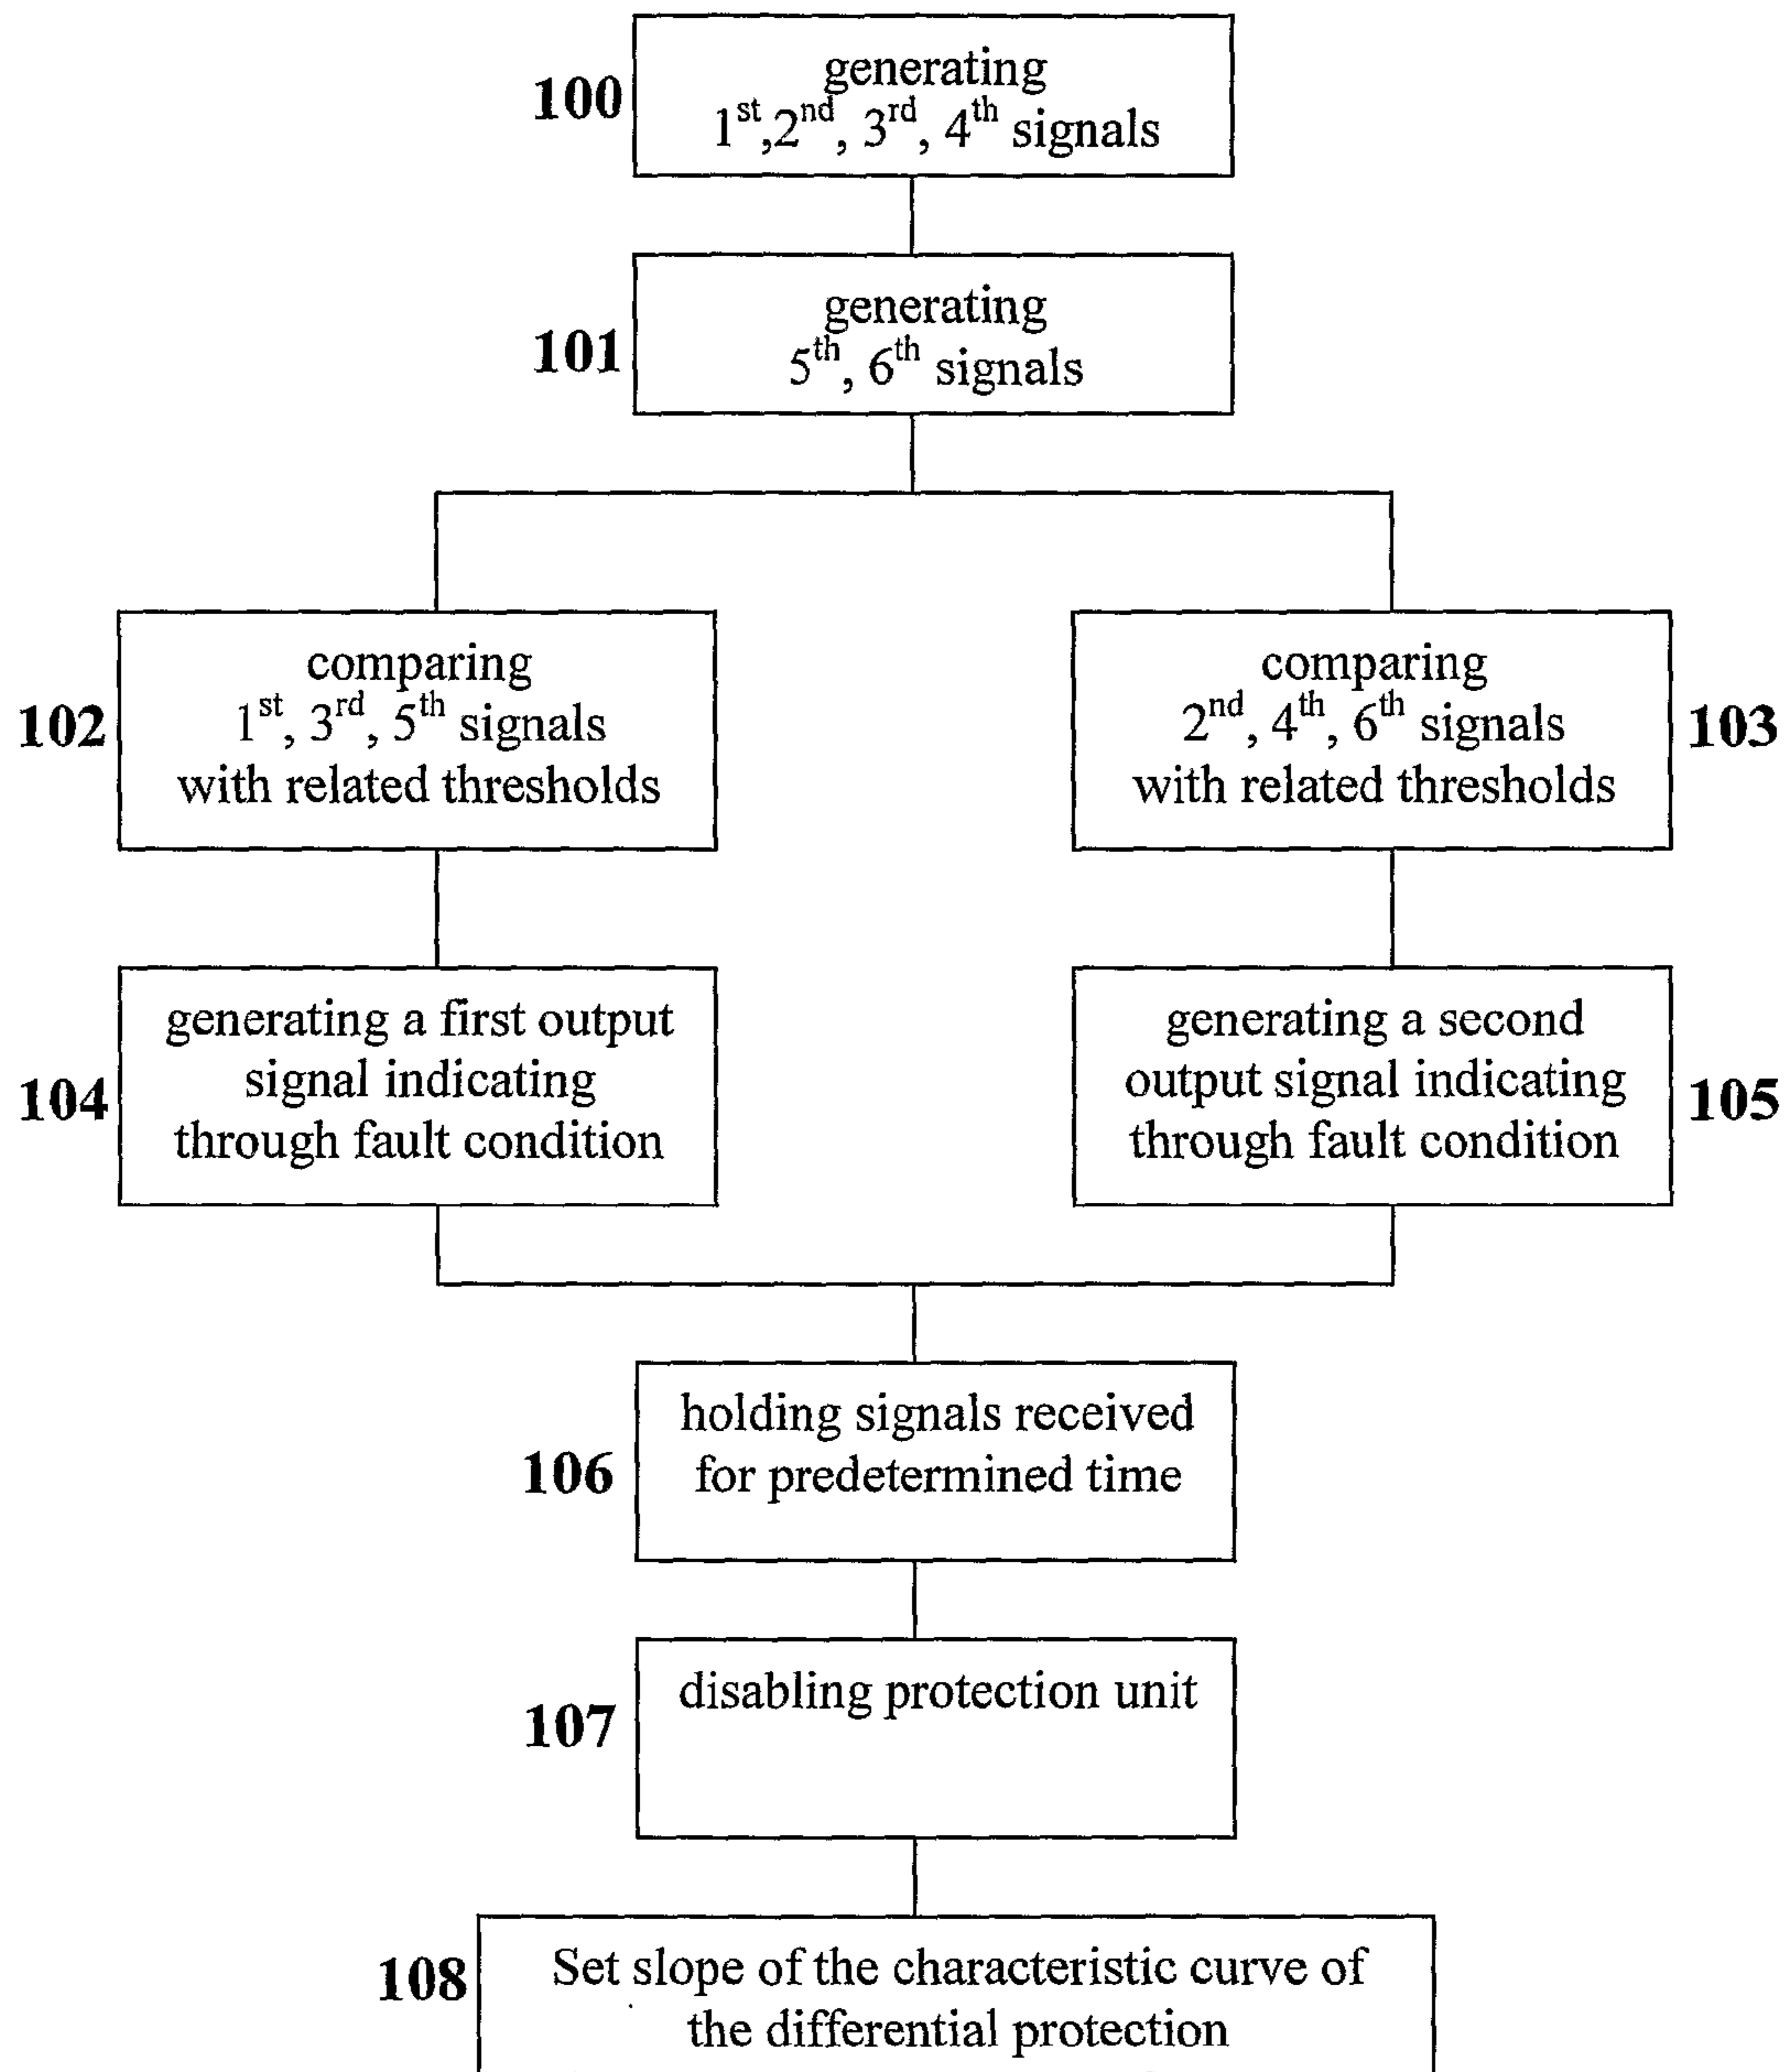 100
generating
1st,2nd, 3rd, 4th signals
101
generating
5th, 6th signals
102
comparing
1st, 3rd, 5th signals
with related thresholds
comparing
2nd, 4th, 6th signals
with related thresholds
103
104
generating a first output
signal indicating
through fault condition
generating a second
output signal indicating
through fault condition
105
106
holding signals received
for predetermined time
107
disabling protection unit
108
Set slope of the characteristic curve of
the differential protection